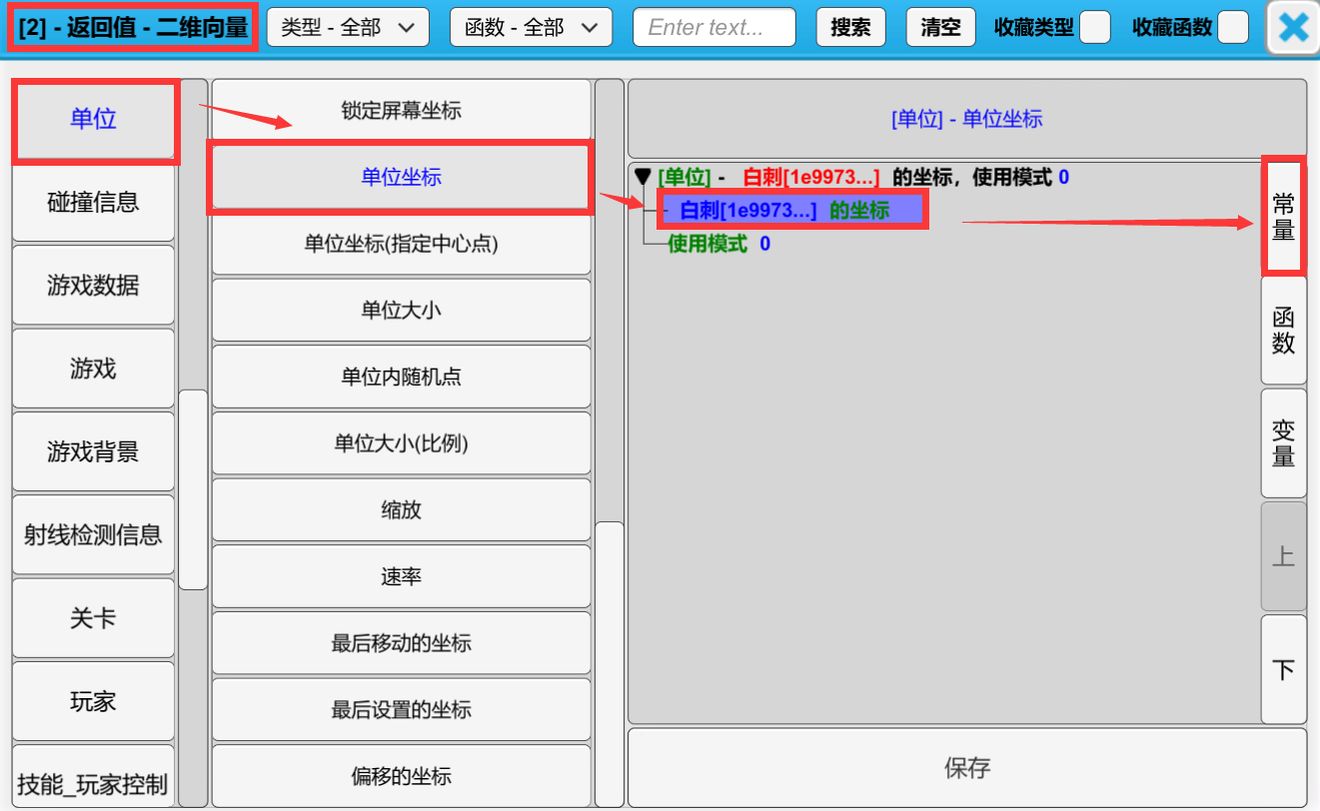 [2] - 返回值 - 二维向量
类型 - 全部
函数 - 全部
Enter text...
搜索
清空
收藏类型
收藏函数
单位
碰撞信息
游戏数据
游戏
游戏背景
射线检测信息
关卡
玩家
技能_玩家控制
锁定屏幕坐标
单位坐标
单位坐标(指定中心点)
单位大小
单位内随机点
单位大小(比例)
缩放
速率
最后移动的坐标
最后设置的坐标
偏移的坐标
[单位] - 单位坐标
[单位] - 白刺[1e9973...] 的坐标，使用模式 0
- 白刺[1e9973...] 的坐标
使用模式 0
常量
函数
变量
上
下
保存